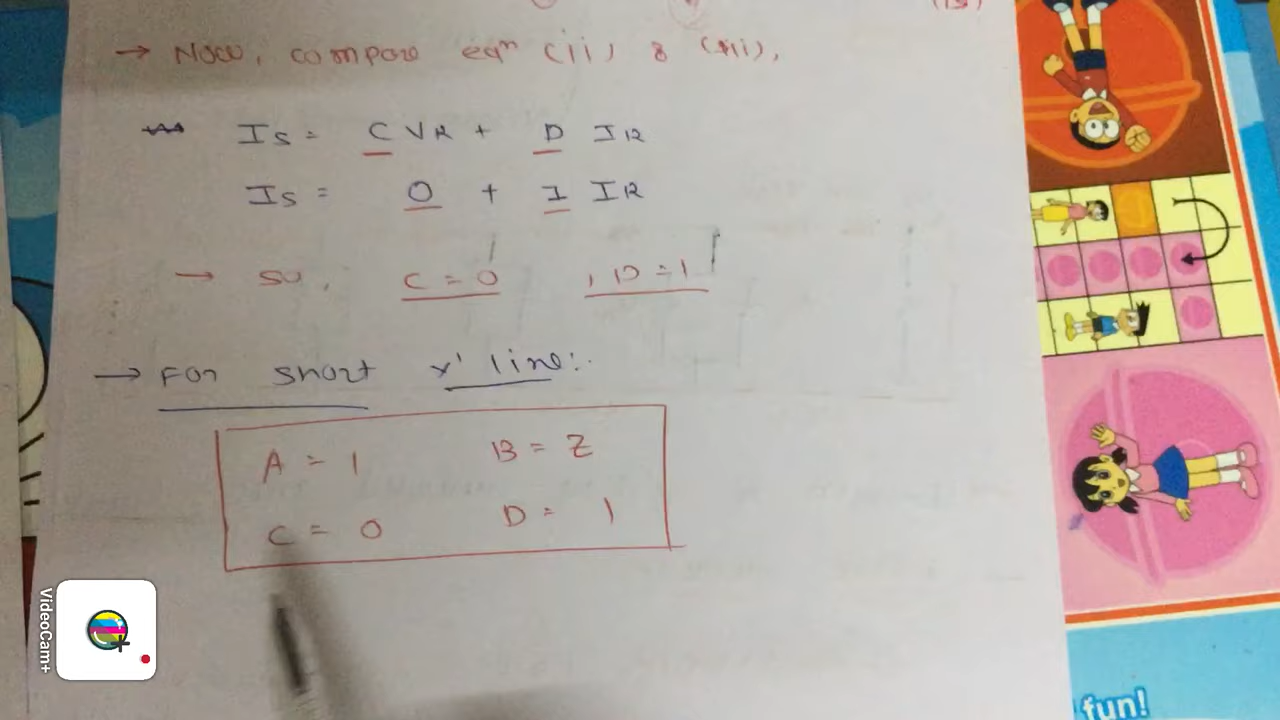 → Now, compare eqn (ii) & (iii),
Is = C VR + D IR
Is = 0 + 1 IR
→ So, C = 0 , D = 1
→ For short x' line:-
A = 1 B = Z
C = 0 D = 1
VideoCam+
fun!